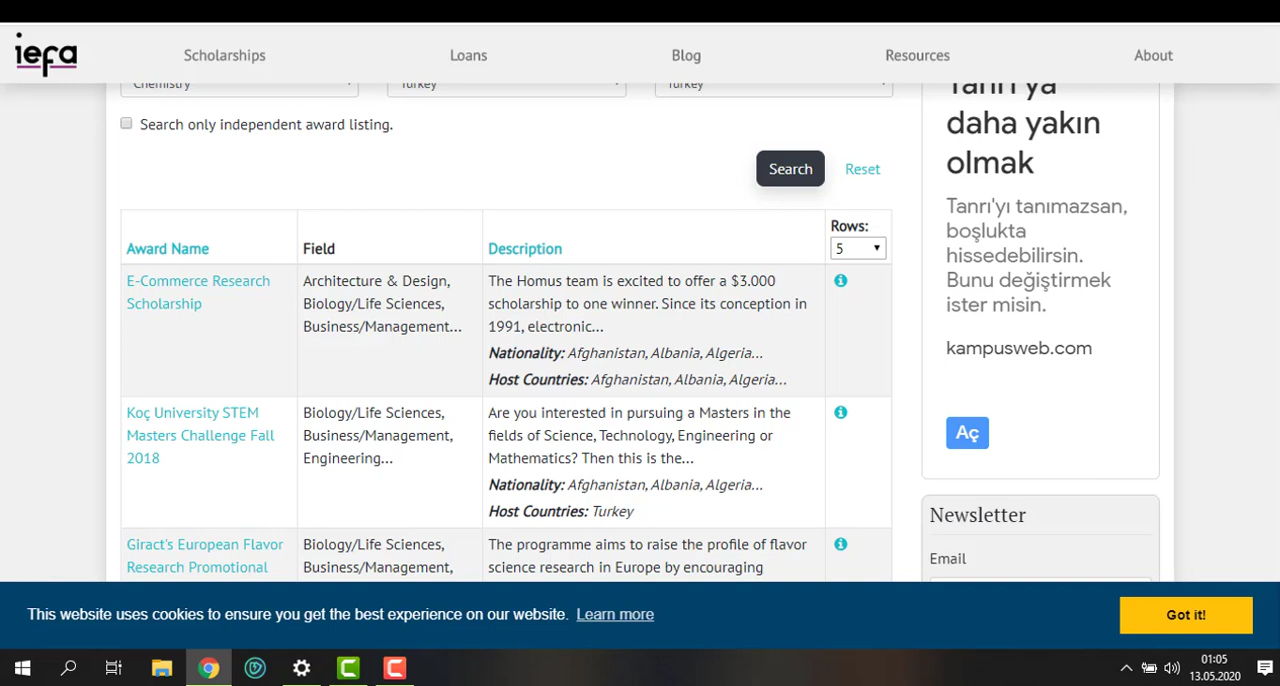 iefa
Scholarships
Loans
Blog
Resources
About
Chemistry
Turkey
Turkey
Search only independent award listing.
Search
Reset
Award Name
Field
Description
Rows:
5
E-Commerce Research
Scholarship
Architecture & Design,
Biology/Life Sciences,
Business/Management...
The Homus team is excited to offer a $3.000
scholarship to one winner. Since its conception in
1991, electronic...
Nationality: Afghanistan, Albania, Algeria...
Host Countries: Afghanistan, Albania, Algeria...
Koç University STEM
Masters Challenge Fall
2018
Biology/Life Sciences,
Business/Management,
Engineering...
Are you interested in pursuing a Masters in the
fields of Science, Technology, Engineering or
Mathematics? Then this is the...
Nationality: Afghanistan, Albania, Algeria...
Host Countries: Turkey
Giract's European Flavor
Research Promotional
Biology/Life Sciences,
Business/Management,
The programme aims to raise the profile of flavor
science research in Europe by encouraging
Tanrı'ya
daha yakın
olmak
Tanrı'yı tanımazsan,
boşlukta
hissedebilirsin.
Bunu değiştirmek
ister misin.
kampusweb.com
Aç
Newsletter
Email
This website uses cookies to ensure you get the best experience on our website. Learn more
Got it!
01:05
13.05.2020